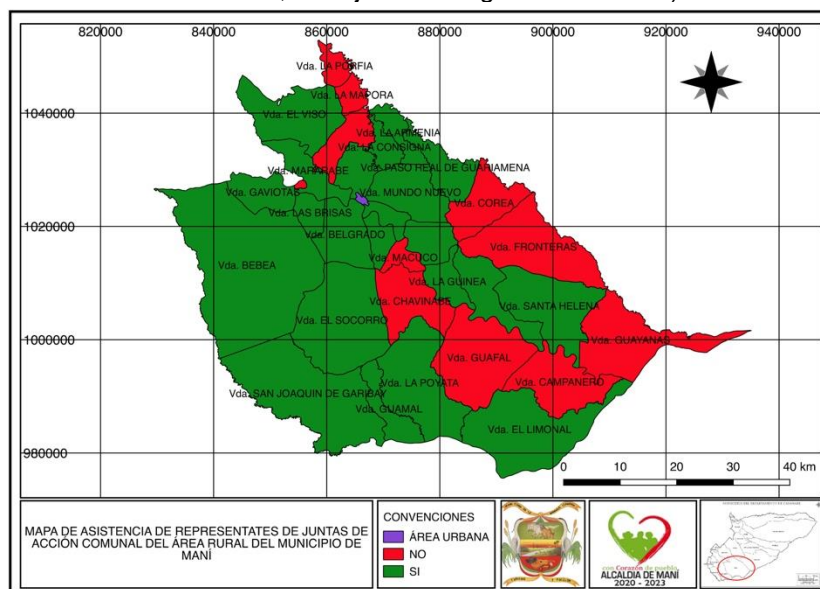 820000 840000 860000 880000 900000 920000 940000
Vda. LA PORFIA
Vda. LA MAPORA
1040000
Vda. EL VISO
Vda. LA ARMENIA
Vda. LA CONSIGNA
Vda. MARARABE
Vda. PASO REAL DE GUARIAMENA
Vda. GAVIOTAS
Vda. MUNDO NUEVO
Vda. COREA
Vda. LAS BRISAS
1020000
Vda. BELGRADO
Vda. FRONTERAS
Vda. BEBEA
Vda. MACUCO
Vda. LA GUINEA
Vda. CHAVINABE
Vda. SANTA HELENA
Vda. EL SOCORRO
1000000
Vda. GUAYANAS
Vda. GUAFAL
Vda. LA POYATA
Vda. CAMPANERO
Vda. SAN JOAQUIN DE GARIBAY
Vda. GUAMAL
Vda. EL LIMONAL
980000
0 10 20 30 40 km
MAPA DE ASISTENCIA DE REPRESENTATES DE JUNTAS DE
ACCIÓN COMUNAL DEL ÁREA RURAL DEL MUNICIPIO DE
MANÍ
CONVENCIONES
ÁREA URBANA
NO
SI
con Corazón de pueblo
ALCALDIA DE MANÍ
2020 - 2023